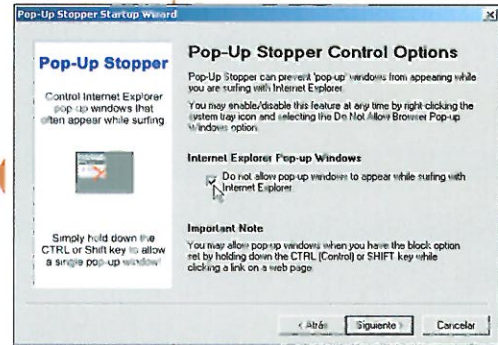 Pop-Up Stopper Startup Wizard
Pop-Up Stopper
Control Internet Explorer
pop-up windows that
often appear while surfing
Simply hold down the
CTRL or Shift key to allow
a single pop-up window!
Pop-Up Stopper Control Options
Pop-Up Stopper can prevent 'pop-up' windows from appearing while
you are surfing with Internet Explorer.
You may enable/disable this feature at any time by right-clicking the
system tray icon and selecting the Do Not Allow Browser Pop-up
Windows option.
Internet Explorer Pop-up Windows
Do not allow pop-up windows to appear while surfing with
Internet Explorer.
Important Note
You may allow pop-up windows when you have the block option
set by holding down the CTRL (Control) or SHIFT key while
clicking a link on a web page.
< Atrás
Siguiente >
Cancelar